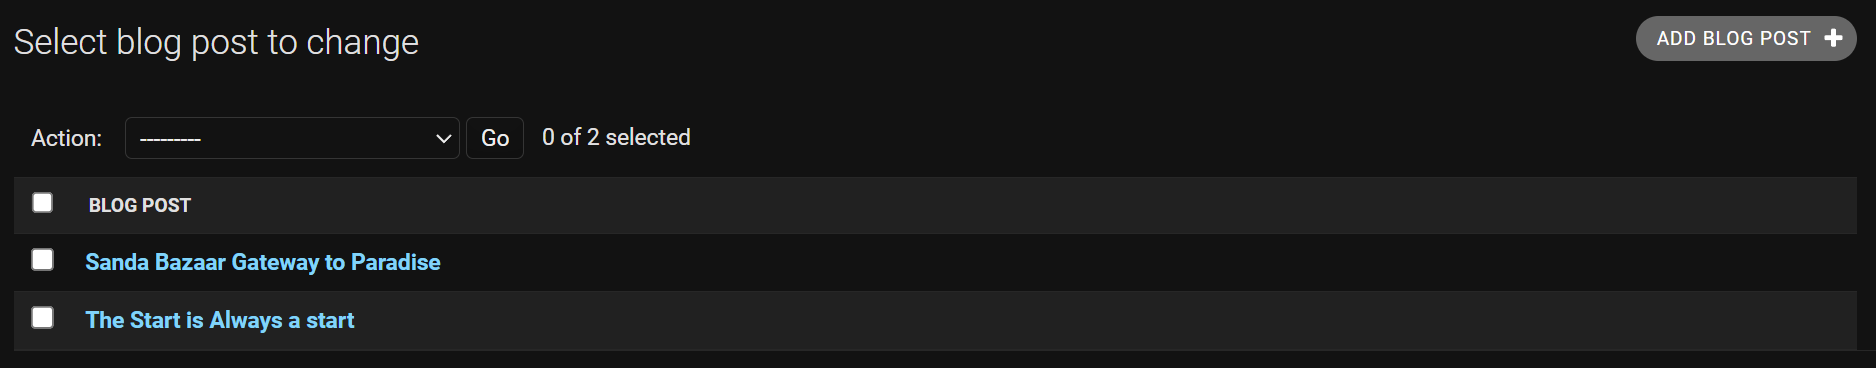 Select blog post to change
ADD BLOG POST
Action: --------- Go 0 of 2 selected
BLOG POST
Sanda Bazaar Gateway to Paradise
The Start is Always a start